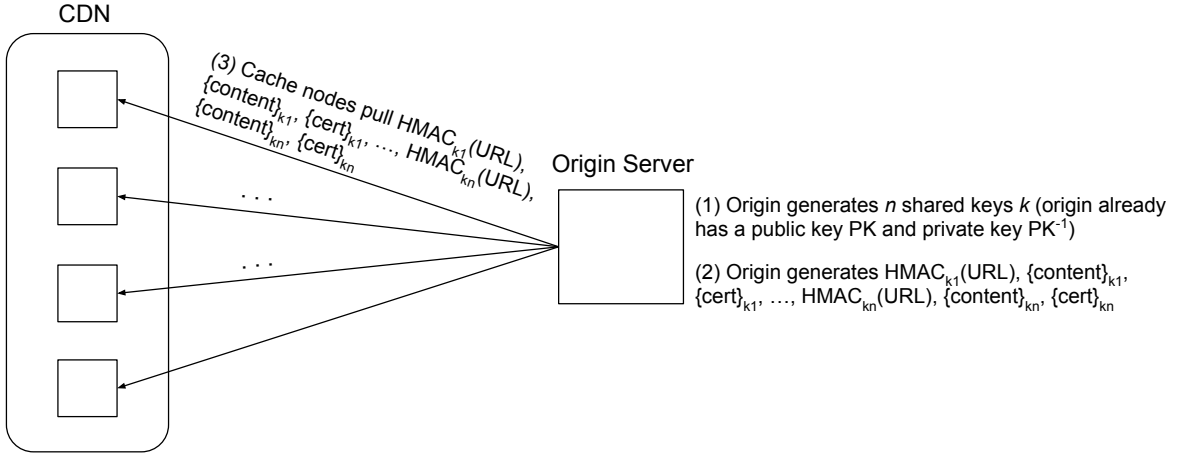 CDN
(3) Cache nodes pull HMAC_k1(URL),
{content}_k1, {cert}_k1, …, HMAC_kn(URL),
{content}_kn, {cert}_kn
. . .
. . .
Origin Server
(1) Origin generates n shared keys k (origin already
has a public key PK and private key PK^-1)
(2) Origin generates HMAC_k1(URL), {content}_k1,
{cert}_k1, …, HMAC_kn(URL), {content}_kn, {cert}_kn